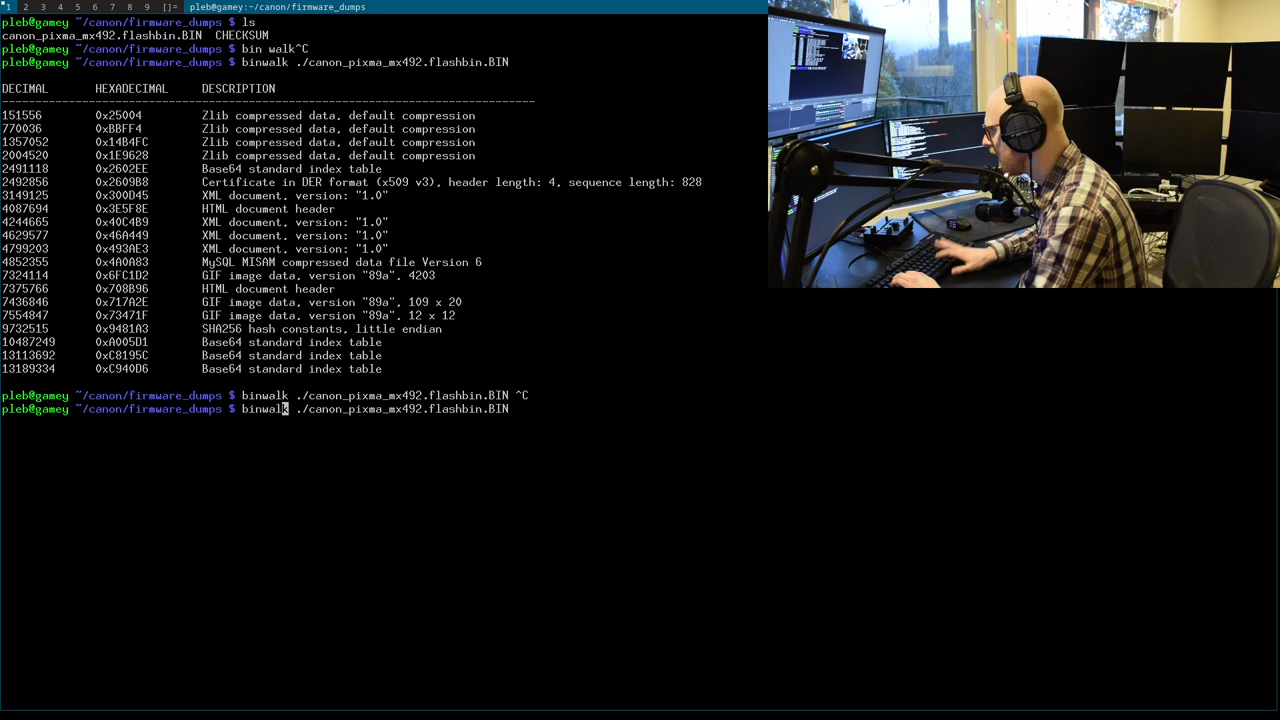 1 2 3 4 5 6 7 8 9 []= pleb@gamey:~/canon/firmware_dumps
pleb@gamey ~/canon/firmware_dumps $ ls
canon_pixma_mx492.flashbin.BIN CHECKSUM
pleb@gamey ~/canon/firmware_dumps $ bin walk^C
pleb@gamey ~/canon/firmware_dumps $ binwalk ./canon_pixma_mx492.flashbin.BIN
DECIMAL HEXADECIMAL DESCRIPTION
--------------------------------------------------------------------------------
151556 0x25004 Zlib compressed data, default compression
770036 0xBBFF4 Zlib compressed data, default compression
1357052 0x14B4FC Zlib compressed data, default compression
2004520 0x1E9628 Zlib compressed data, default compression
2491118 0x2602EE Base64 standard index table
2492856 0x2609B8 Certificate in DER format (x509 v3), header length: 4, sequence length: 828
3149125 0x300D45 XML document, version: "1.0"
4087694 0x3E5F8E HTML document header
4244665 0x40C4B9 XML document, version: "1.0"
4629577 0x46A449 XML document, version: "1.0"
4799203 0x493AE3 XML document, version: "1.0"
4852355 0x4A0A83 MySQL MISAM compressed data file Version 6
7324114 0x6FC1D2 GIF image data, version "89a", 4203
7375766 0x708B96 HTML document header
7436846 0x717A2E GIF image data, version "89a", 109 x 20
7554847 0x73471F GIF image data, version "89a", 12 x 12
9732515 0x9481A3 SHA256 hash constants, little endian
10487249 0xA005D1 Base64 standard index table
13113692 0xC8195C Base64 standard index table
13189334 0xC940D6 Base64 standard index table
pleb@gamey ~/canon/firmware_dumps $ binwalk ./canon_pixma_mx492.flashbin.BIN ^C
pleb@gamey ~/canon/firmware_dumps $ binwalk ./canon_pixma_mx492.flashbin.BIN